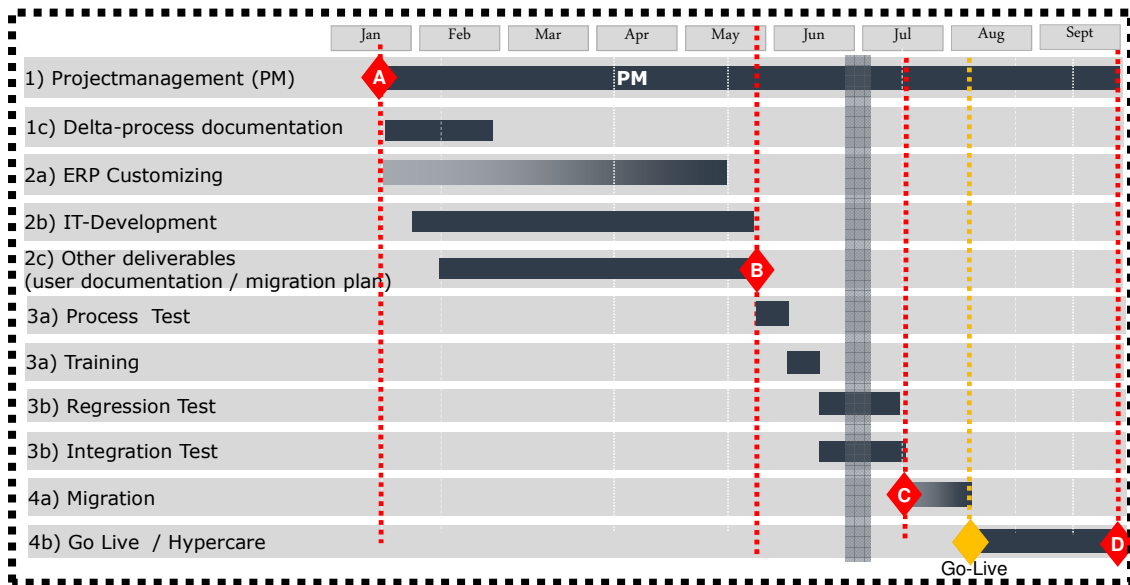 Jan Feb Mar Apr May Jun Jul Aug Sept
1) Projectmanagement (PM) A PM
1c) Delta-process documentation
2a) ERP Customizing
2b) IT-Development
2c) Other deliverables
(user documentation / migration plan) B
3a) Process Test
3a) Training
3b) Regression Test
3b) Integration Test
4a) Migration C
4b) Go Live / Hypercare D
Go-Live